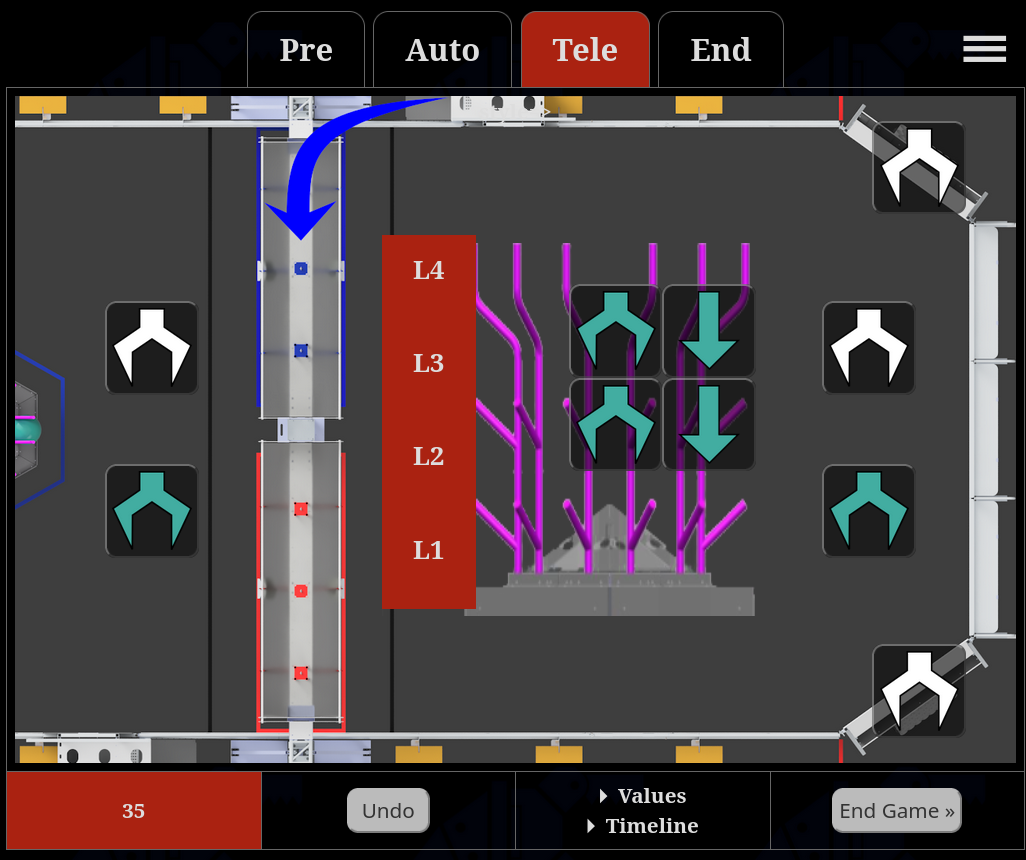 Pre
Auto
Tele
End
L4
L3
L2
L1
35
Undo
Values
Timeline
End Game »